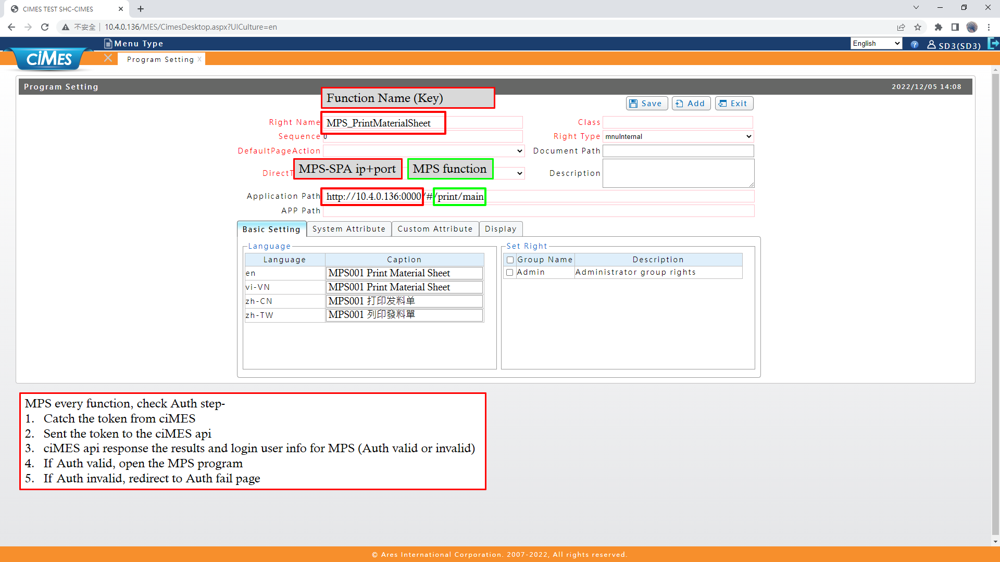 CIMES TEST SHC-CIMES
不安全 10.4.0.136/MES/CimesDesktop.aspx?UICulture=en
Menu Type English SD3(SD3)
ciMES Program Setting X
Program Setting 2022/12/05 14:08
Function Name (Key)
Save Add Exit
Right Name MPS_PrintMaterialSheet Class
Sequence 0 Right Type mnuInternal
DefaultPageAction Document Path
DirectT MPS-SPA ip+port MPS function Description
Application Path http://10.4.0.136:0000/#/print/main
APP Path
Basic Setting System Attribute Custom Attribute Display
Language Set Right
Language Caption Group Name Description
en MPS001 Print Material Sheet Admin Administrator group rights
vi-VN MPS001 Print Material Sheet
zh-CN MPS001 打印发料单
zh-TW MPS001 列印發料單
MPS every function, check Auth step-
1. Catch the token from ciMES
2. Sent the token to the ciMES api
3. ciMES api response the results and login user info for MPS (Auth valid or invalid)
4. If Auth valid, open the MPS program
5. If Auth invalid, redirect to Auth fail page
© Ares International Corporation. 2007-2022, All rights reserved.